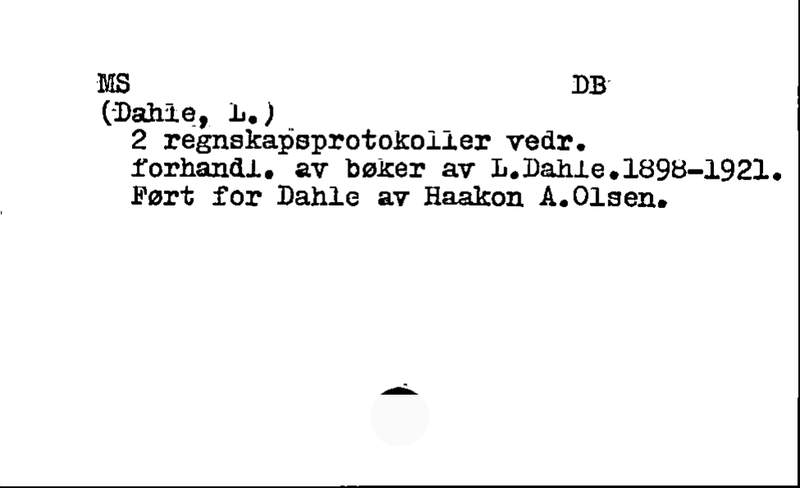 MS DB
(Dahle, L.)
2 regnskapsprotokoller vedr.
forhandl. av bøker av L.Dahle.1898-1921.
Ført for Dahle av Haakon A.Olsen.